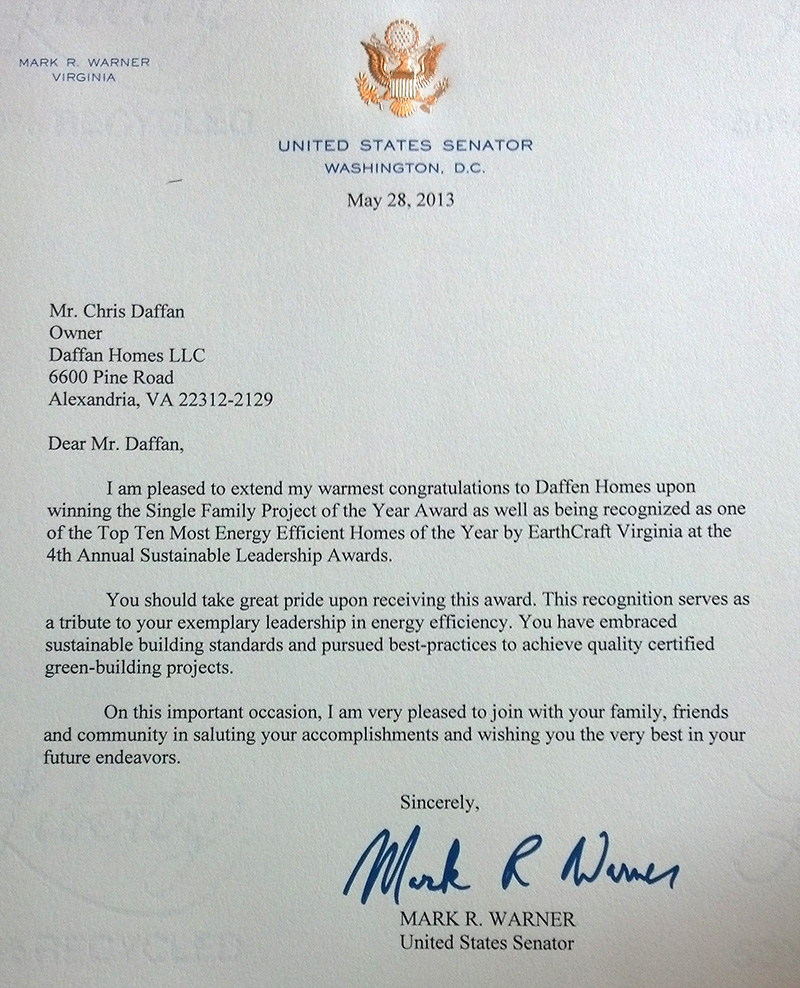 MARK R. WARNER
VIRGINIA
UNITED STATES SENATOR
WASHINGTON, D.C.
May 28, 2013
Mr. Chris Daffan
Owner
Daffan Homes LLC
6600 Pine Road
Alexandria, VA 22312-2129
Dear Mr. Daffan,
I am pleased to extend my warmest congratulations to Daffen Homes upon
winning the Single Family Project of the Year Award as well as being recognized as one
of the Top Ten Most Energy Efficient Homes of the Year by EarthCraft Virginia at the
4th Annual Sustainable Leadership Awards.
You should take great pride upon receiving this award. This recognition serves as
a tribute to your exemplary leadership in energy efficiency. You have embraced
sustainable building standards and pursued best-practices to achieve quality certified
green-building projects.
On this important occasion, I am very pleased to join with your family, friends
and community in saluting your accomplishments and wishing you the very best in your
future endeavors.
Sincerely,
Mark R Warner
MARK R. WARNER
United States Senator